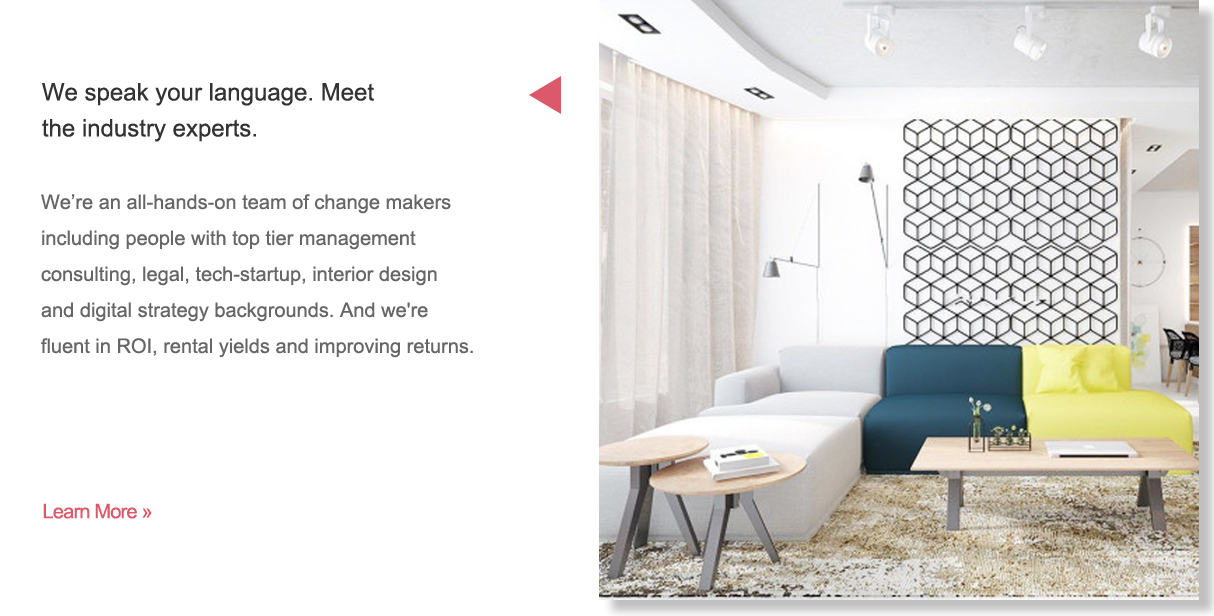 We speak your language. Meet
the industry experts.
We’re an all-hands-on team of change makers
including people with top tier management
consulting, legal, tech-startup, interior design
and digital strategy backgrounds. And we're
fluent in ROI, rental yields and improving returns.
Learn More »